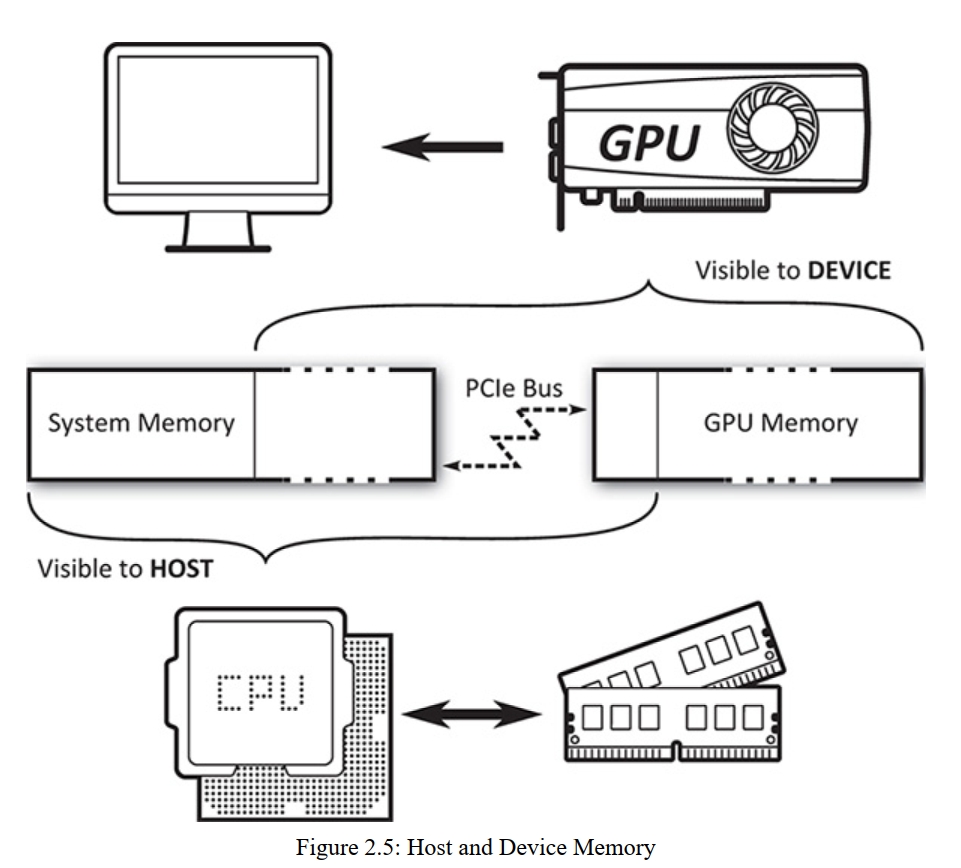 GPU
Visible to DEVICE
System Memory
PCIe Bus
GPU Memory
Visible to HOST
CPU
Figure 2.5: Host and Device Memory